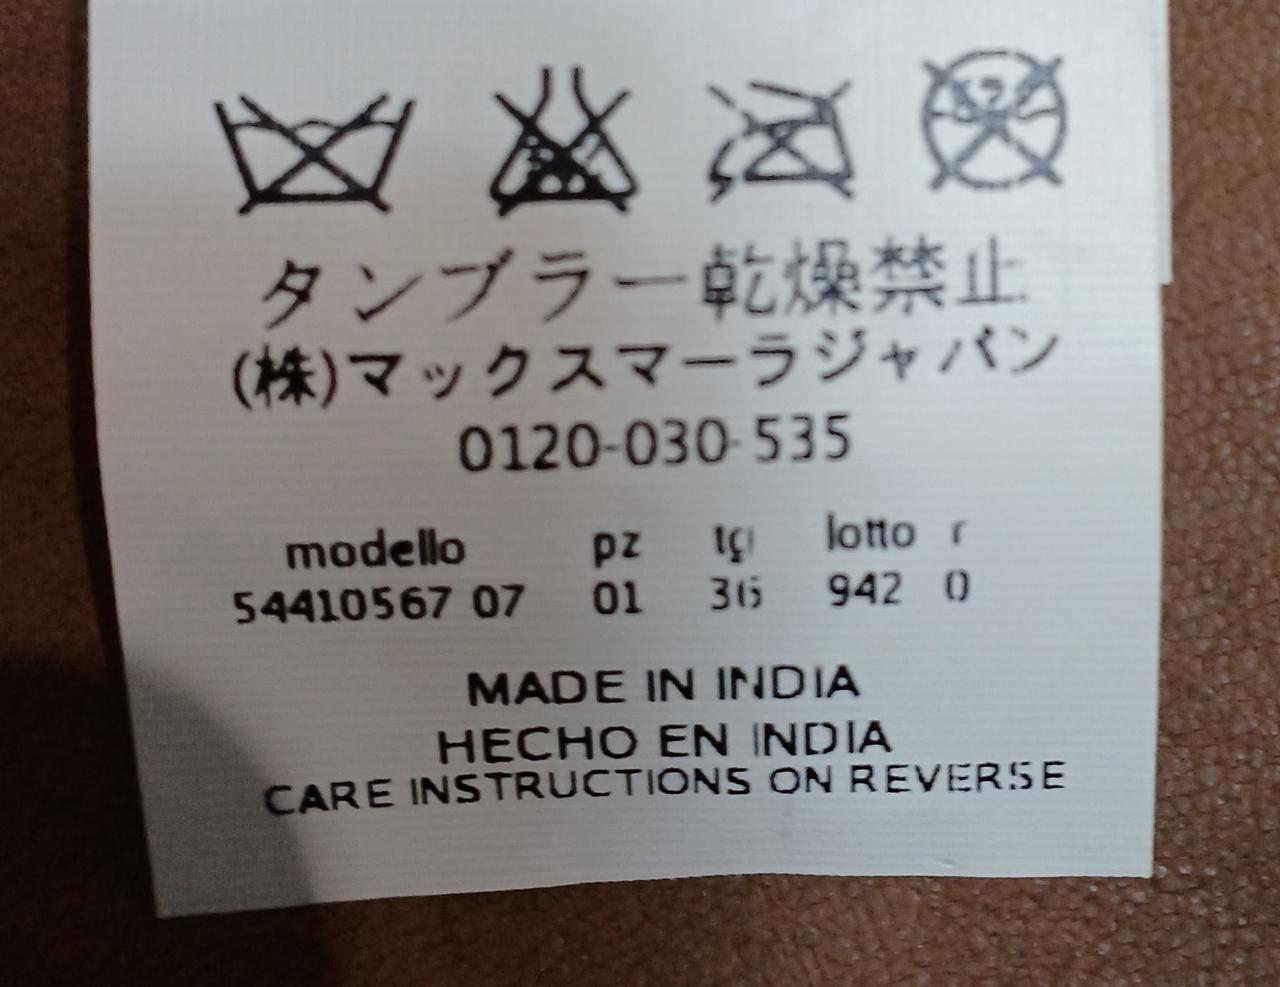 タンブラー乾燥禁止.
(株)マックスマーラジャパン
0120-030-535
modello pz tg lotto r
54410567 07 01 36 942 0
MADE IN INDIA
HECHO EN INDIA
CARE INSTRUCTIONS ON REVERSE